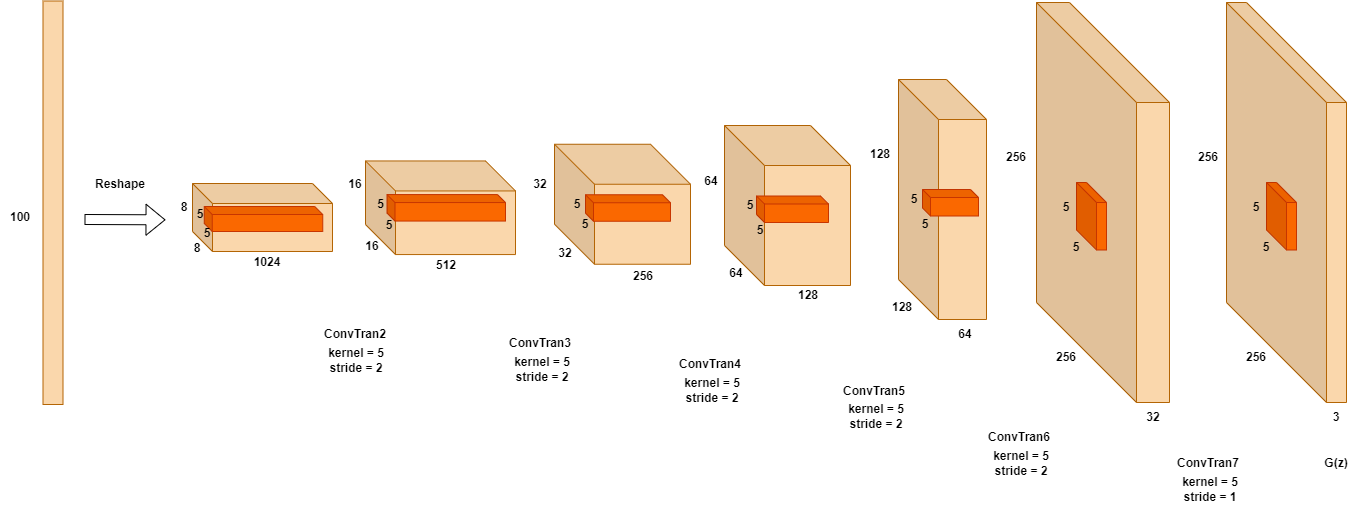 100
Reshape
8
5
5
8
1024
16
5
5
16
512
32
5
5
32
256
64
5
5
64
128
128
5
5
128
64
256
5
5
256
32
256
5
5
256
3
ConvTran2
kernel = 5
stride = 2
ConvTran3
kernel = 5
stride = 2
ConvTran4
kernel = 5
stride = 2
ConvTran5
kernel = 5
stride = 2
ConvTran6
kernel = 5
stride = 2
ConvTran7
kernel = 5
stride = 1
G(z)